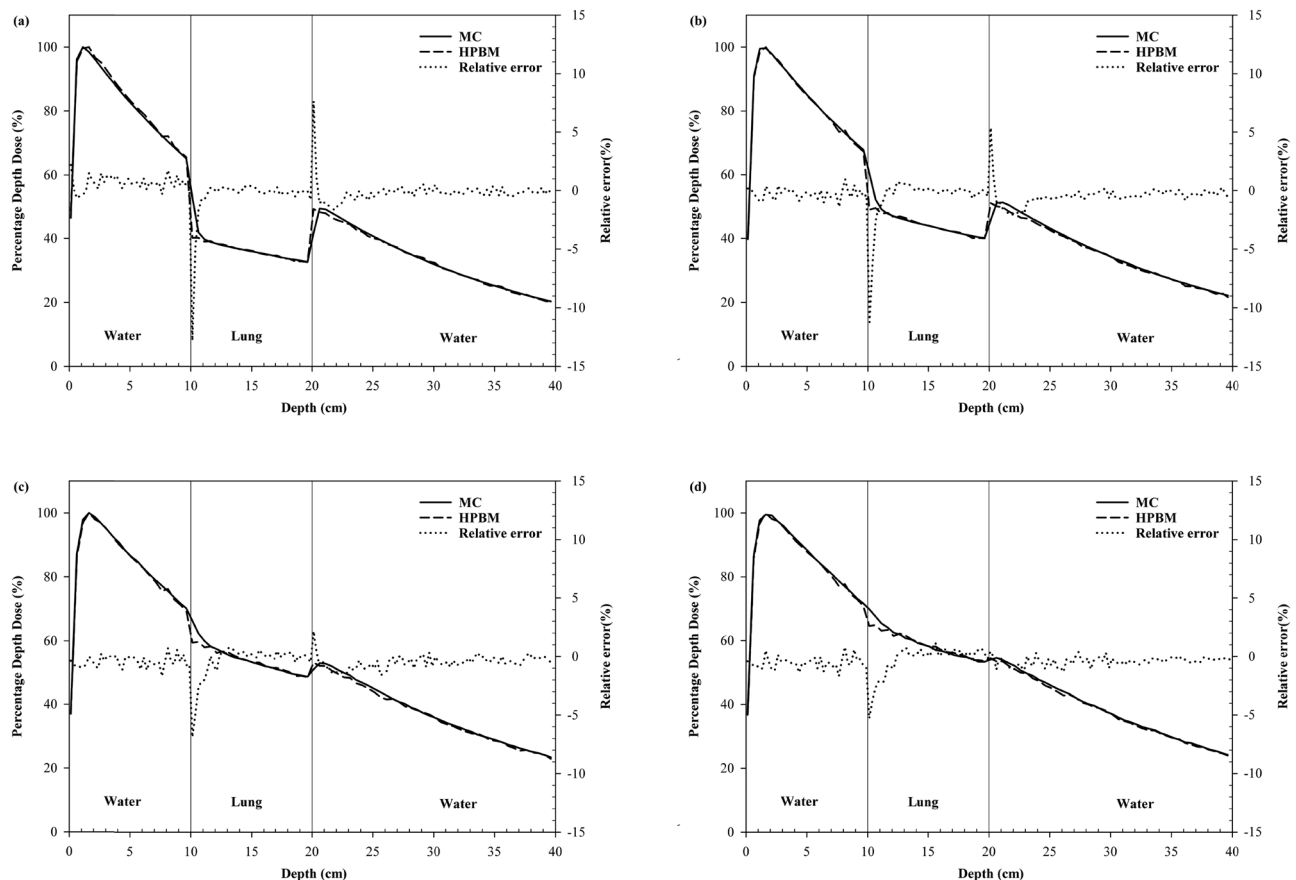 (a)
MC
HPBM
Relative error
Percentage Depth Dose (%)
100
80
60
40
20
0
15
10
5
0
-5
-10
-15
Relative error(%)
Water
Lung
Water
0 5 10 15 20 25 30 35 40
Depth (cm)
(b)
MC
HPBM
Relative error
Percentage Depth Dose (%)
100
80
60
40
20
0
15
10
5
0
-5
-10
-15
Relative error(%)
Water
Lung
Water
0 5 10 15 20 25 30 35 40
Depth (cm)
(c)
MC
HPBM
Relative error
Percentage Depth Dose (%)
100
80
60
40
20
0
15
10
5
0
-5
-10
-15
Relative error(%)
Water
Lung
Water
0 5 10 15 20 25 30 35 40
Depth (cm)
(d)
MC
HPBM
Relative error
Percentage Depth Dose (%)
100
80
60
40
20
0
15
10
5
0
-5
-10
-15
Relative error(%)
Water
Lung
Water
0 5 10 15 20 25 30 35 40
Depth (cm)